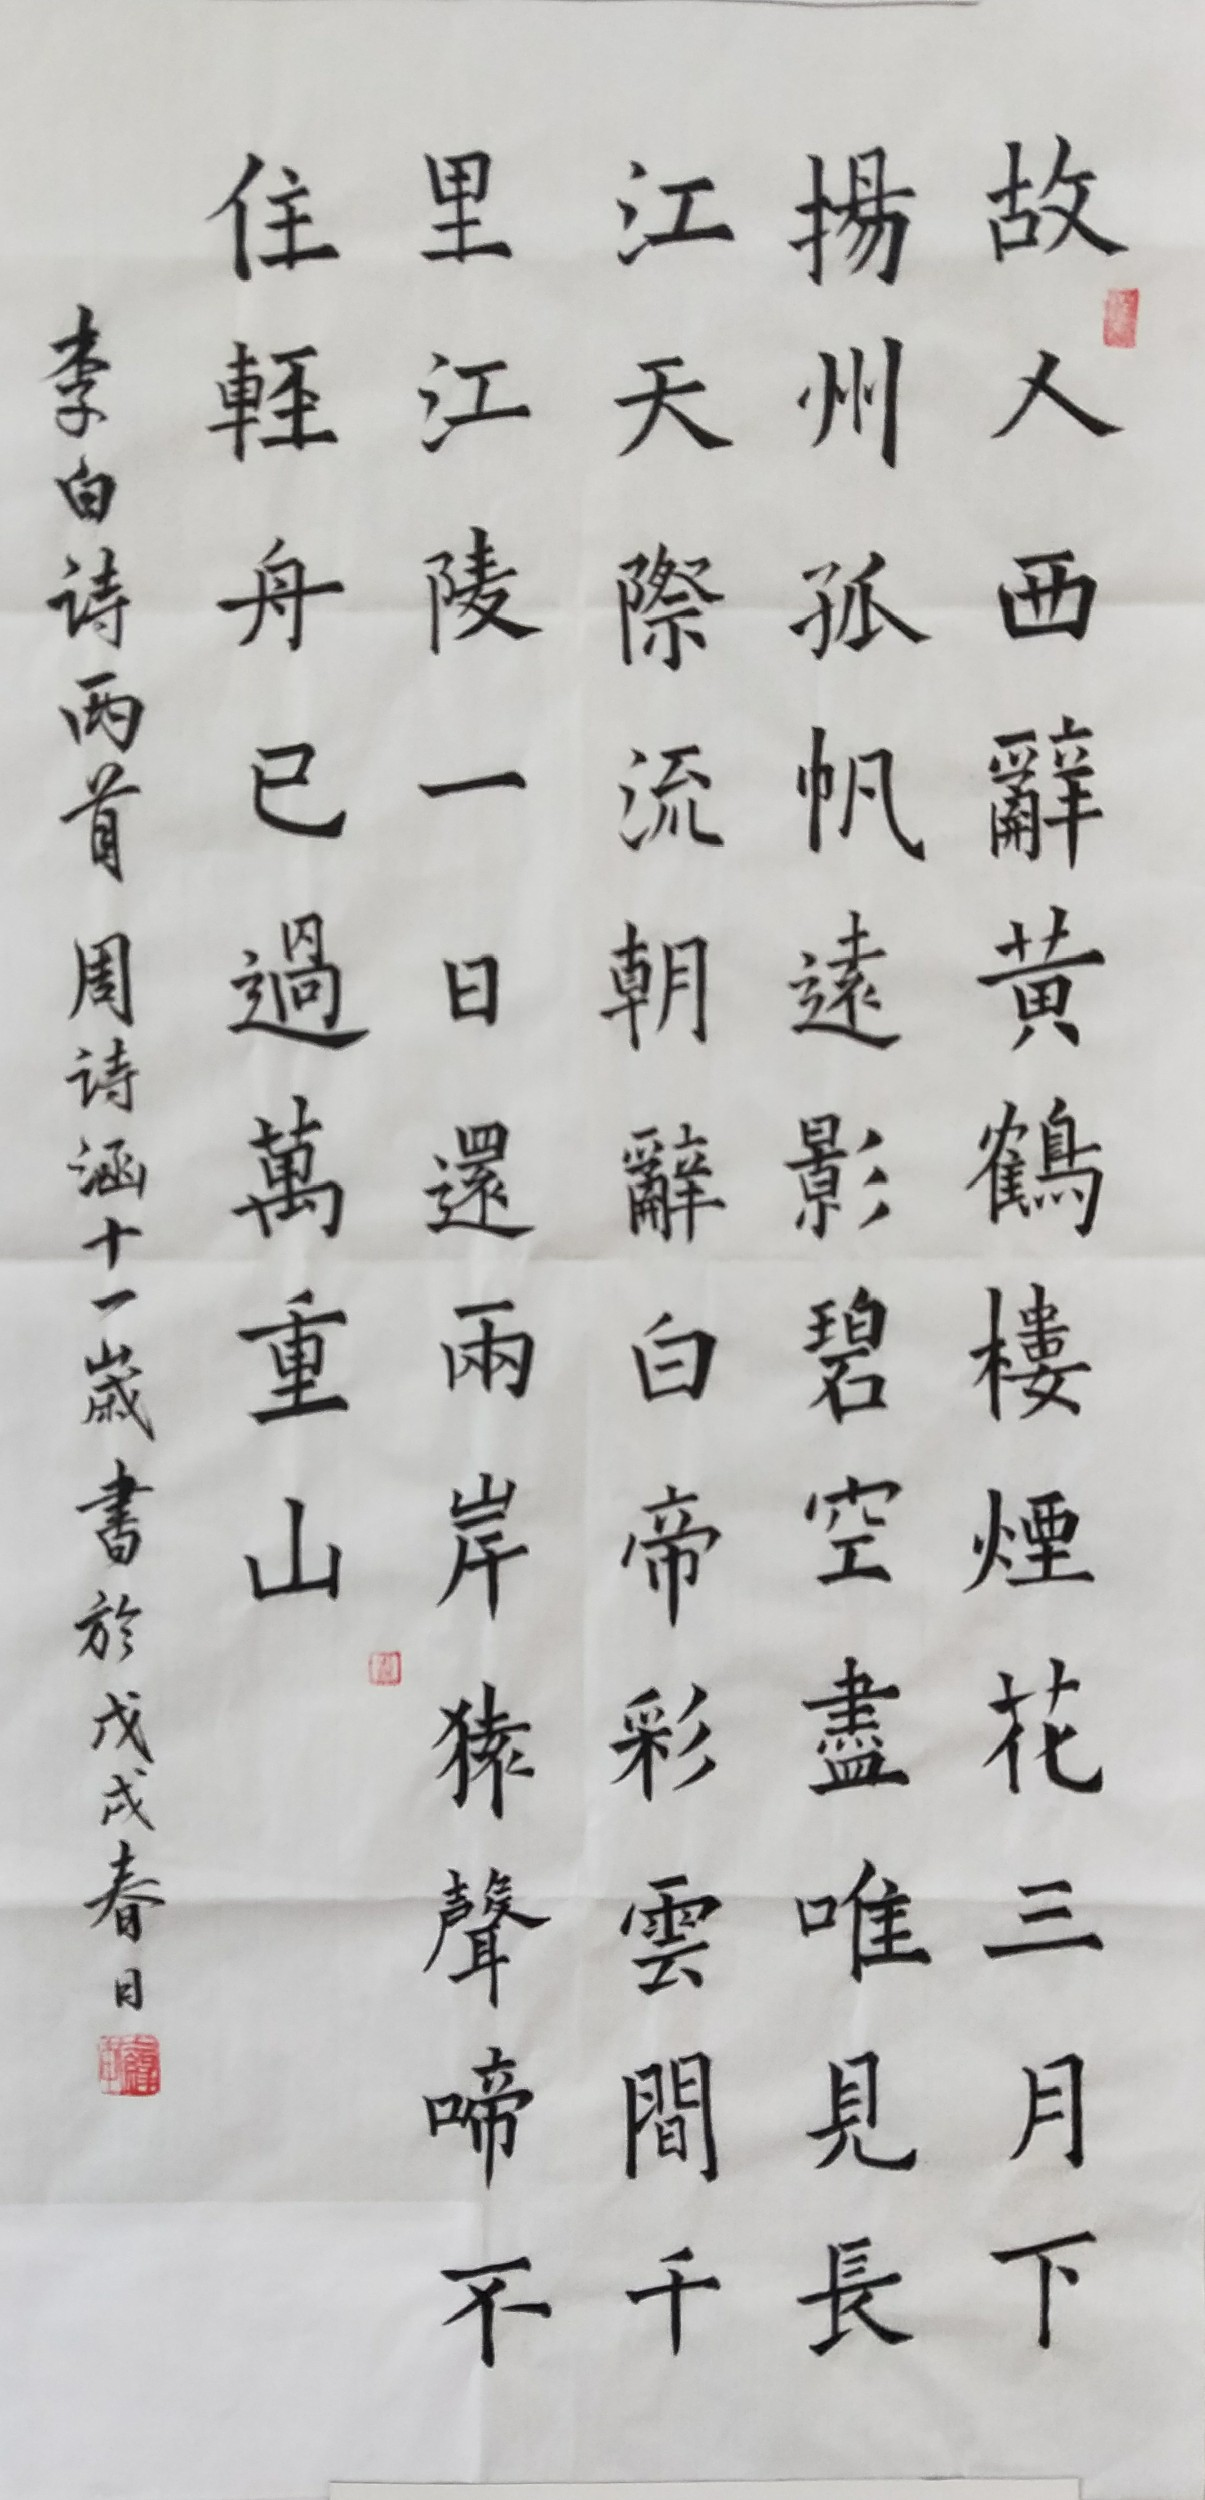 故人西辭黃鶴樓煙花三月下
揚州孤帆遠影碧空盡唯見長
江天際流朝辭白帝彩雲間千
里江陵一日還兩岸猿聲啼不
住輕舟已過萬重山
李白詩兩首 周詩涵十一歲書於戊戌春日